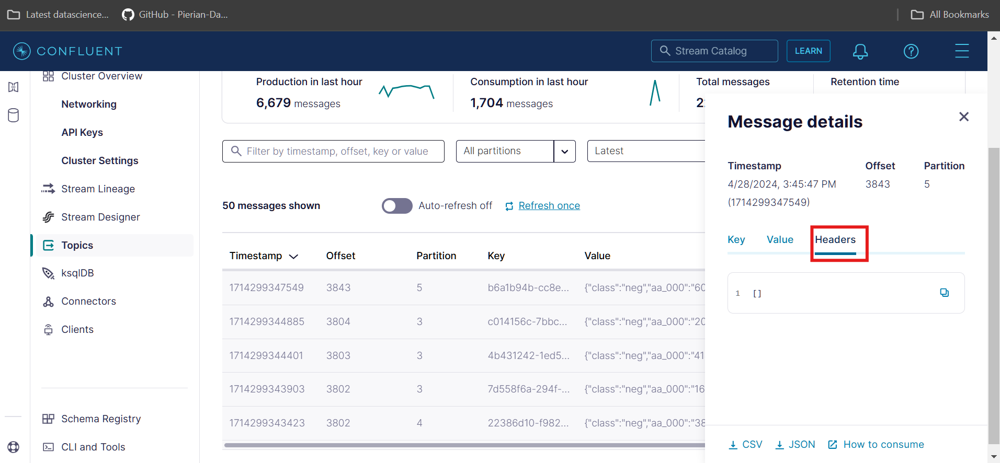 Latest datascience...
GitHub - Pierian-Da...
All Bookmarks
CONFLUENT
Stream Catalog
LEARN
Cluster Overview
Networking
API Keys
Cluster Settings
Stream Lineage
Stream Designer
Topics
ksqlDB
Connectors
Clients
Schema Registry
CLI and Tools
Production in last hour
6,679 messages
Consumption in last hour
1,704 messages
Total messages
Retention time
Filter by timestamp, offset, key or value
All partitions
Latest
50 messages shown
Auto-refresh off
Refresh once
Timestamp Offset Partition Key Value
1714299347549 3843 5 b6a1b94b-cc8e... {"class":"neg","aa_000":"60
1714299344885 3804 3 c014156c-7bbc... {"class":"neg","aa_000":"20
1714299344401 3803 3 4b431242-1ed5... {"class":"neg","aa_000":"41
1714299343903 3802 3 7d558f6a-294f-... {"class":"neg","aa_000":"16
1714299343423 3802 4 22386d10-f982... {"class":"neg","aa_000":"38
Message details
Timestamp Offset Partition
4/28/2024, 3:45:47 PM 3843 5
(1714299347549)
Key Value Headers
1 []
CSV JSON How to consume